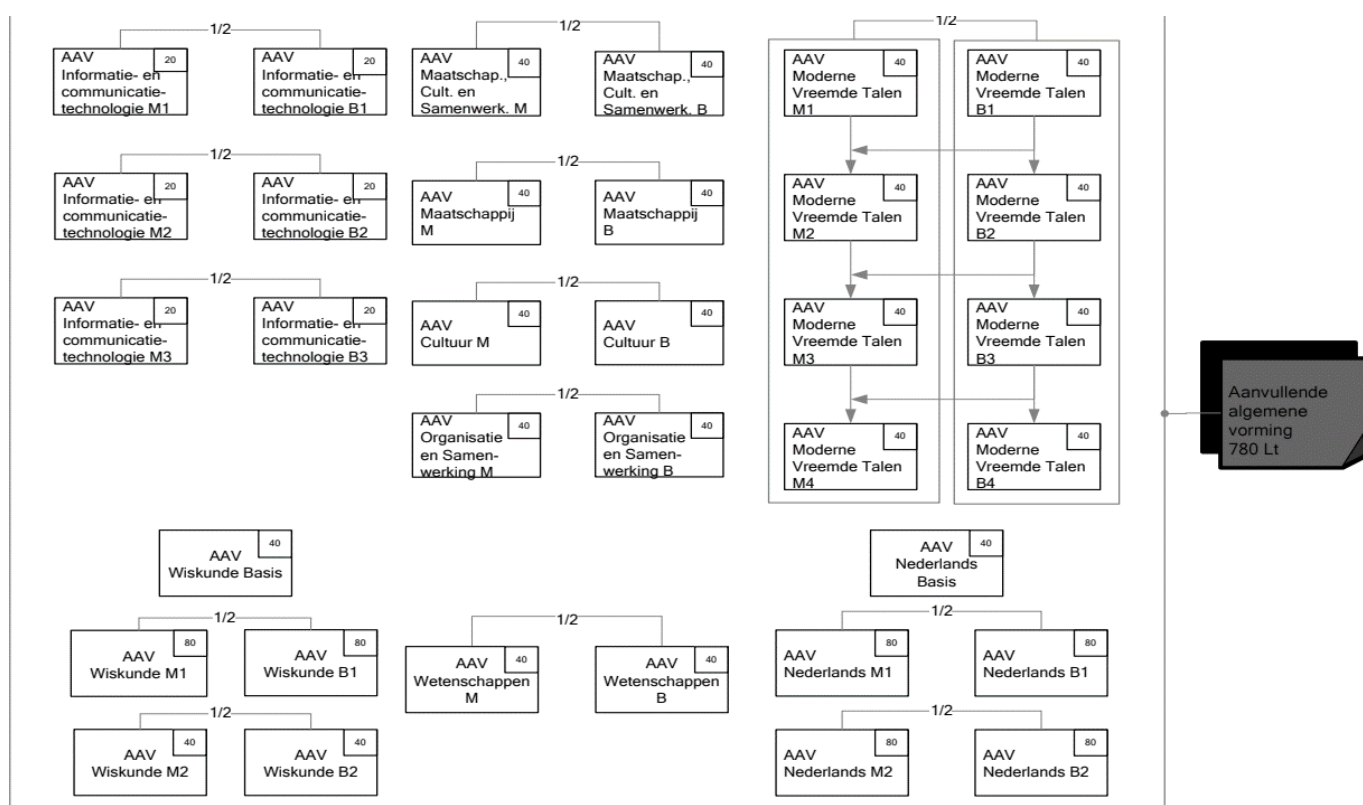 1/2
AAV
Informatie- en
communicatie-
technologie M1
20
AAV
Informatie- en
communicatie-
technologie B1
20
1/2
AAV
Maatschap.,
Cult. en
Samenwerk. M
40
AAV
Maatschap.,
Cult. en
Samenwerk. B
40
1/2
AAV
Moderne
Vreemde Talen
M1
40
AAV
Moderne
Vreemde Talen
B1
40
1/2
AAV
Informatie- en
communicatie-
technologie M2
20
AAV
Informatie- en
communicatie-
technologie B2
20
1/2
AAV
Maatschappij
M
40
AAV
Maatschappij
B
40
AAV
Moderne
Vreemde Talen
M2
40
AAV
Moderne
Vreemde Talen
B2
40
1/2
AAV
Informatie- en
communicatie-
technologie M3
20
AAV
Informatie- en
communicatie-
technologie B3
20
1/2
AAV
Cultuur M
40
AAV
Cultuur B
40
AAV
Moderne
Vreemde Talen
M3
40
AAV
Moderne
Vreemde Talen
B3
40
1/2
AAV
Organisatie
en Samen-
werking M
40
AAV
Organisatie
en Samen-
werking B
40
AAV
Moderne
Vreemde Talen
M4
40
AAV
Moderne
Vreemde Talen
B4
40
Aanvullende
algemene
vorming
780 Lt
AAV
Wiskunde Basis
40
AAV
Nederlands
Basis
40
1/2
AAV
Wiskunde M1
80
AAV
Wiskunde B1
80
1/2
AAV
Wetenschappen
M
40
AAV
Wetenschappen
B
40
1/2
AAV
Nederlands M1
80
AAV
Nederlands B1
80
1/2
AAV
Wiskunde M2
40
AAV
Wiskunde B2
40
1/2
AAV
Nederlands M2
80
AAV
Nederlands B2
80